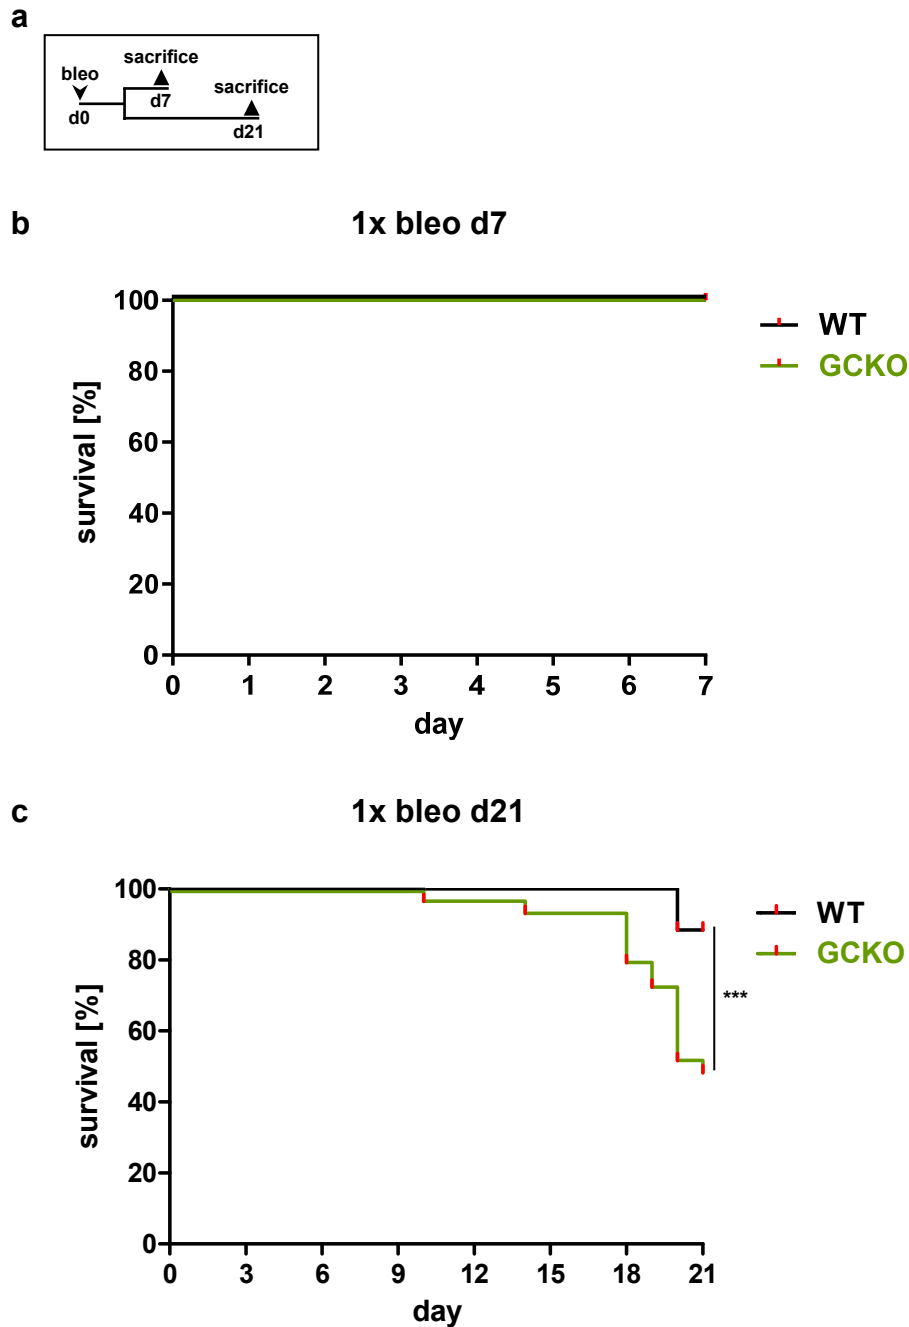 a
sacrifice
bleo
sacrifice
d7
d0
d21
b
1x bleo d7
100
80
60
40
20
0
survival [%]
0 1 2 3 4 5 6 7
day
WT
GCKO
c
1x bleo d21
100
80
60
40
20
0
survival [%]
0 3 6 9 12 15 18 21
day
WT
GCKO
***